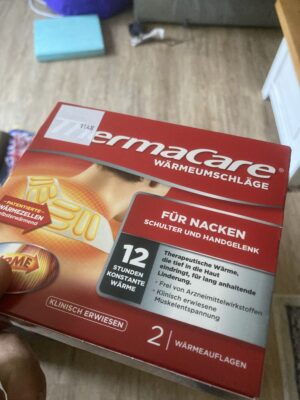 ermaCare®
WÄRMEUMSCHLÄGE
PATENTIERTE
WÄRMEZELLEN
FÜR NACKEN
SCHULTER UND HANDGELENK
12
STUNDEN
KONSTANTE
WÄRME
Therapeutische Wärme,
die tief in die Haut
eindringt, für lang anhaltende
Linderung.
· Frei von Arzneimittelwirkstoffen
· Klinisch erwiesene
Muskelentspannung
KLINISCH ERWIESEN
2 | WÄRMEAUFLAGEN